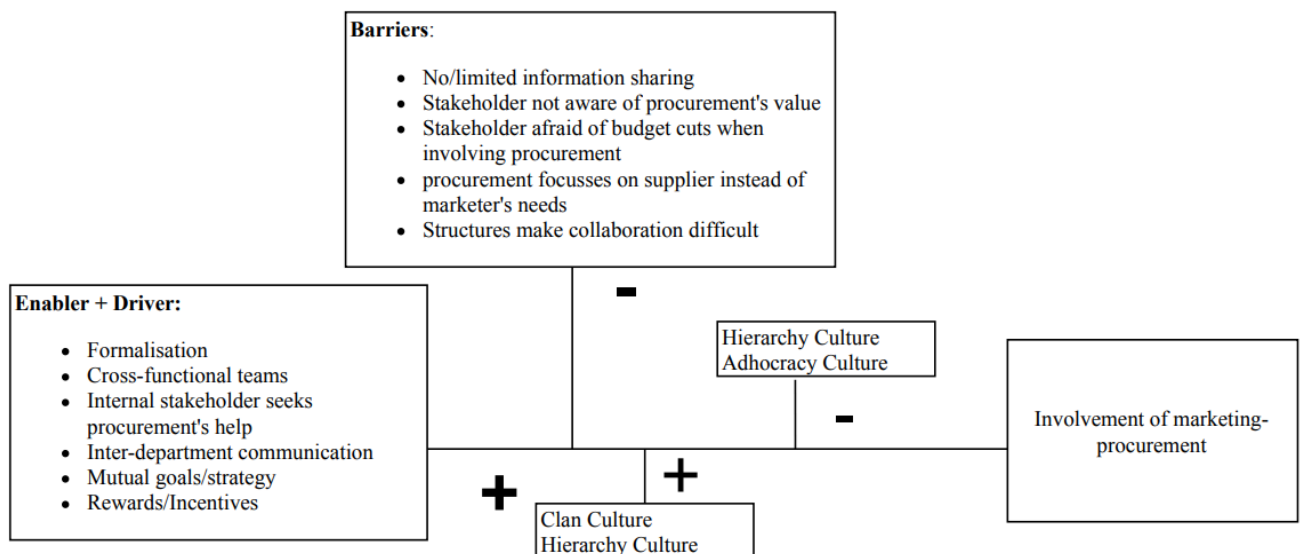 Barriers:
• No/limited information sharing
• Stakeholder not aware of procurement's value
• Stakeholder afraid of budget cuts when
involving procurement
• procurement focusses on supplier instead of
marketer's needs
• Structures make collaboration difficult
-
Enabler + Driver:
• Formalisation
• Cross-functional teams
• Internal stakeholder seeks
procurement's help
• Inter-department communication
• Mutual goals/strategy
• Rewards/Incentives
Hierarchy Culture
Adhocracy Culture
-
Involvement of marketing-
procurement
+
+
Clan Culture
Hierarchy Culture